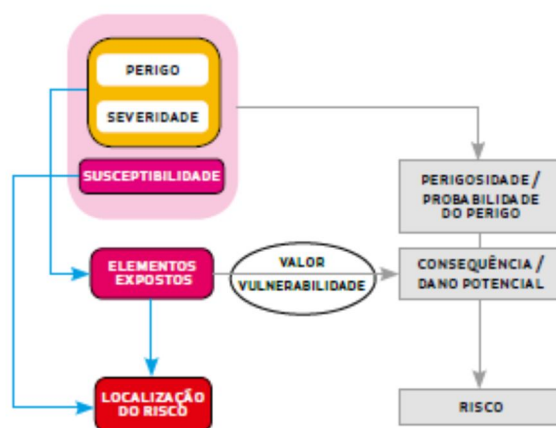 PERIGO
SEVERIDADE
SUSCEPTIBILIDADE
PERIGOSIDADE /
PROBABILIDADE
DO PERIGO
ELEMENTOS
EXPOSTOS
VALOR
VULNERABILIDADE
CONSEQUÊNCIA /
DANO POTENCIAL
LOCALIZAÇÃO
DO RISCO
RISCO